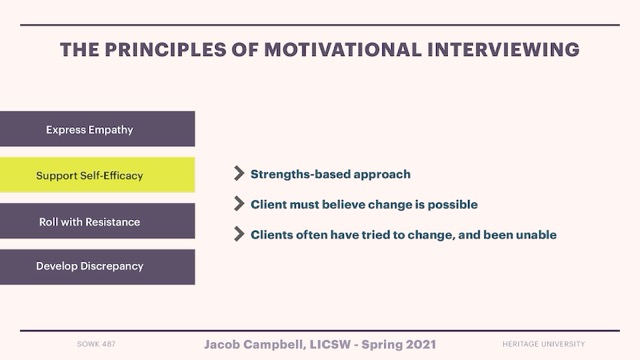 THE PRINCIPLES OF MOTIVATIONAL INTERVIEWING
Express Empathy
Support Self-Efficacy
Roll with Resistance
Develop Discrepancy
Strengths-based approach
Client must believe change is possible
Clients often have tried to change, and been unable
SOWK 487
Jacob Campbell, LICSW - Spring 2021
HERITAGE UNIVERSITY